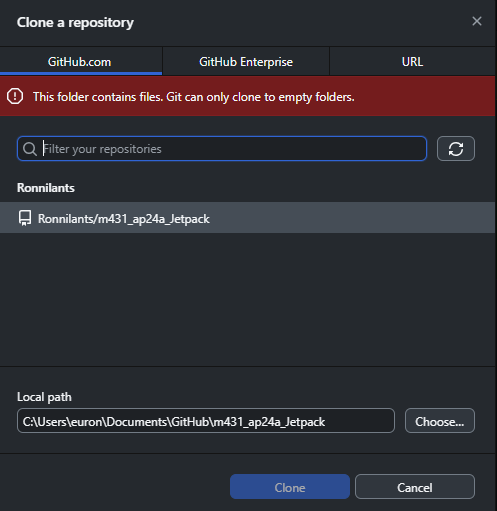 Clone a repository
GitHub.com
GitHub Enterprise
URL
This folder contains files. Git can only clone to empty folders.
Filter your repositories
Ronnilants
Ronnilants/m431_ap24a_Jetpack
Local path
C:\Users\euron\Documents\GitHub\m431_ap24a_Jetpack
Choose...
Clone
Cancel